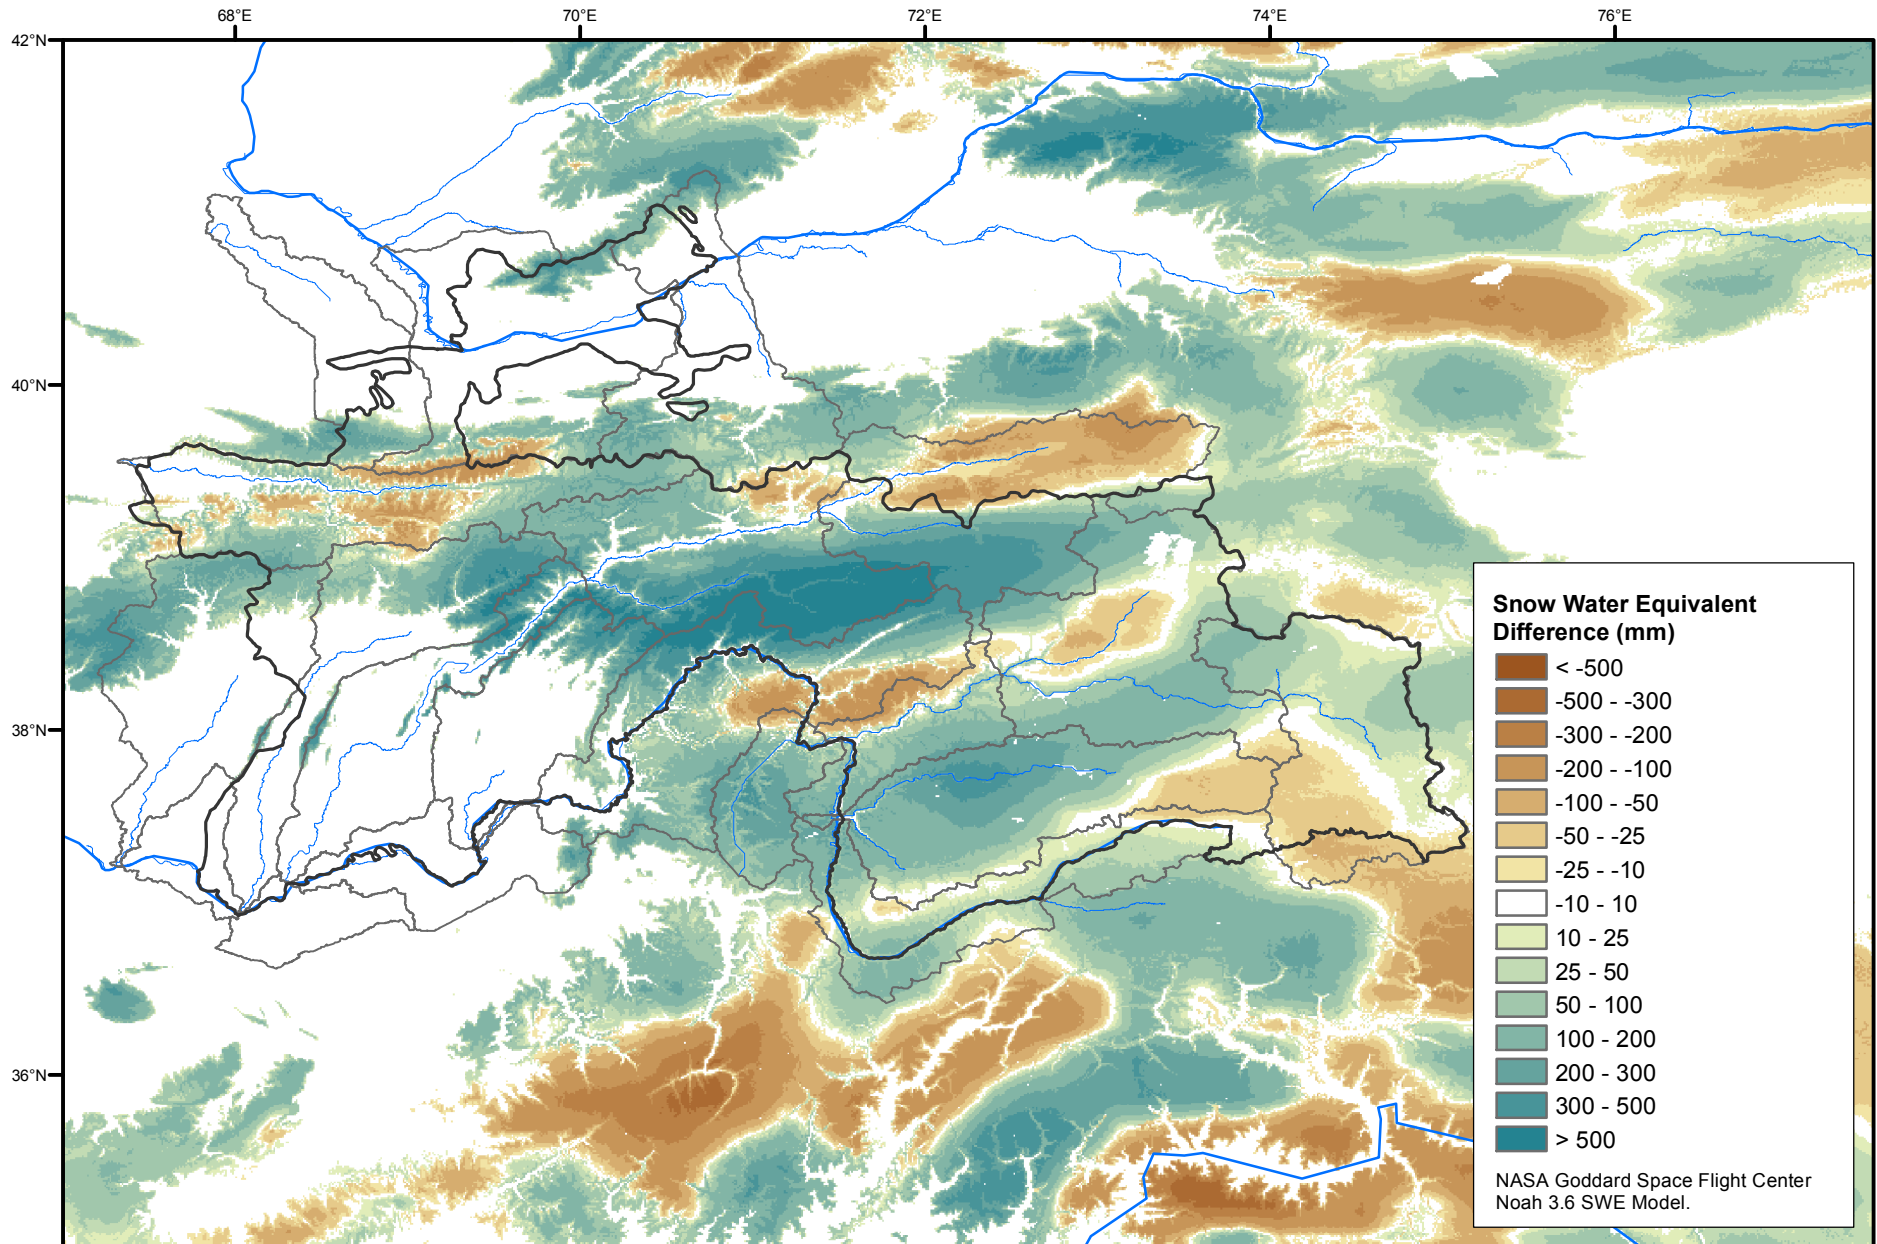 68°E
70°E
72°E
74°E
76°E
42°N
40°N
38°N
36°N
Snow Water Equivalent
Difference (mm)
< -500
-500 - -300
-300 - -200
-200 - -100
-100 - -50
-50 - -25
-25 - -10
-10 - 10
10 - 25
25 - 50
50 - 100
100 - 200
200 - 300
300 - 500
> 500
NASA Goddard Space Flight Center
Noah 3.6 SWE Model.